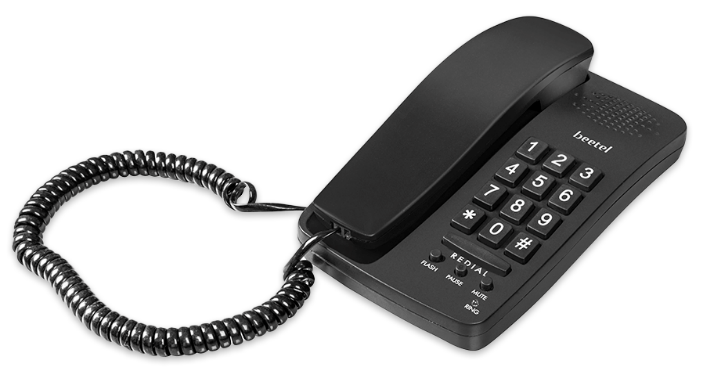 beetel
1 2 3
4 5 6
7 8 9
* 0 #
REDIAL
FLASH PAUSE MUTE
RING